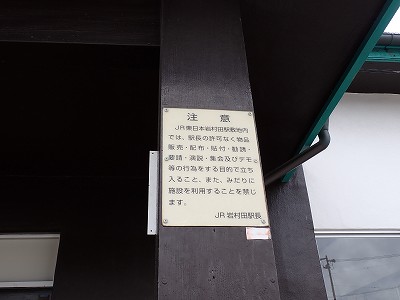 注意
JR東日本岩村田駅敷地内
では、駅長の許可なく物品
販売・配布・貼付・勧誘・
要請・演説・集会及びデモ
等の行為をする目的で立ち
入ること、また、みだりに
施設を利用することを禁じ
ます。
JR岩村田駅長